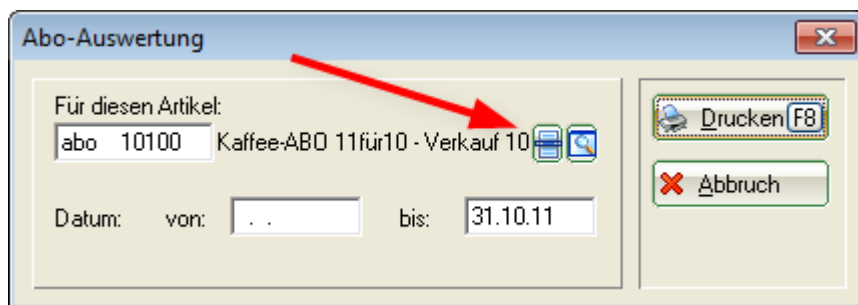 Abo-Auswertung
Für diesen Artikel:
abo 10100 Kaffee-ABO 11für10 - Verkauf 10
Datum: von: . . bis: 31.10.11
Drucken F8
Abbruch